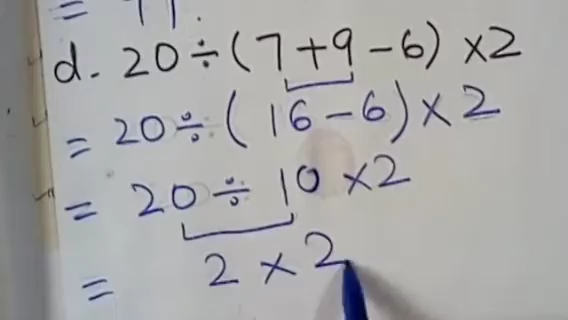 d. 20 ÷ (7 + 9 - 6) × 2
= 20 ÷ (16 - 6) × 2
= 20 ÷ 10 × 2
= 2 × 2